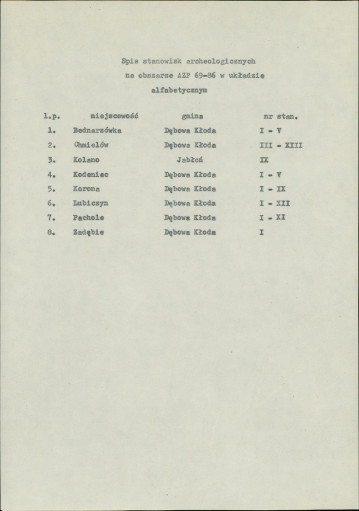 Spis stanowisk archeologicznych
na obszarze AZP 69-86 w układzie
alfabetycznym
l.p. miejscowość gmina nr stan.
1. Bednarzówka Dębowa Kłoda I - V
2. Chmielów Dębowa Kłoda III - XIII
3. Kolano Jabłoń IX
4. Kodeniec Dębowa Kłoda I - V
5. Korona Dębowa Kłoda I - IX
6. Lubiczyn Dębowa Kłoda I - XII
7. Pachole Dębowa Kłoda I - XI
8. Zadębie Dębowa Kłoda I